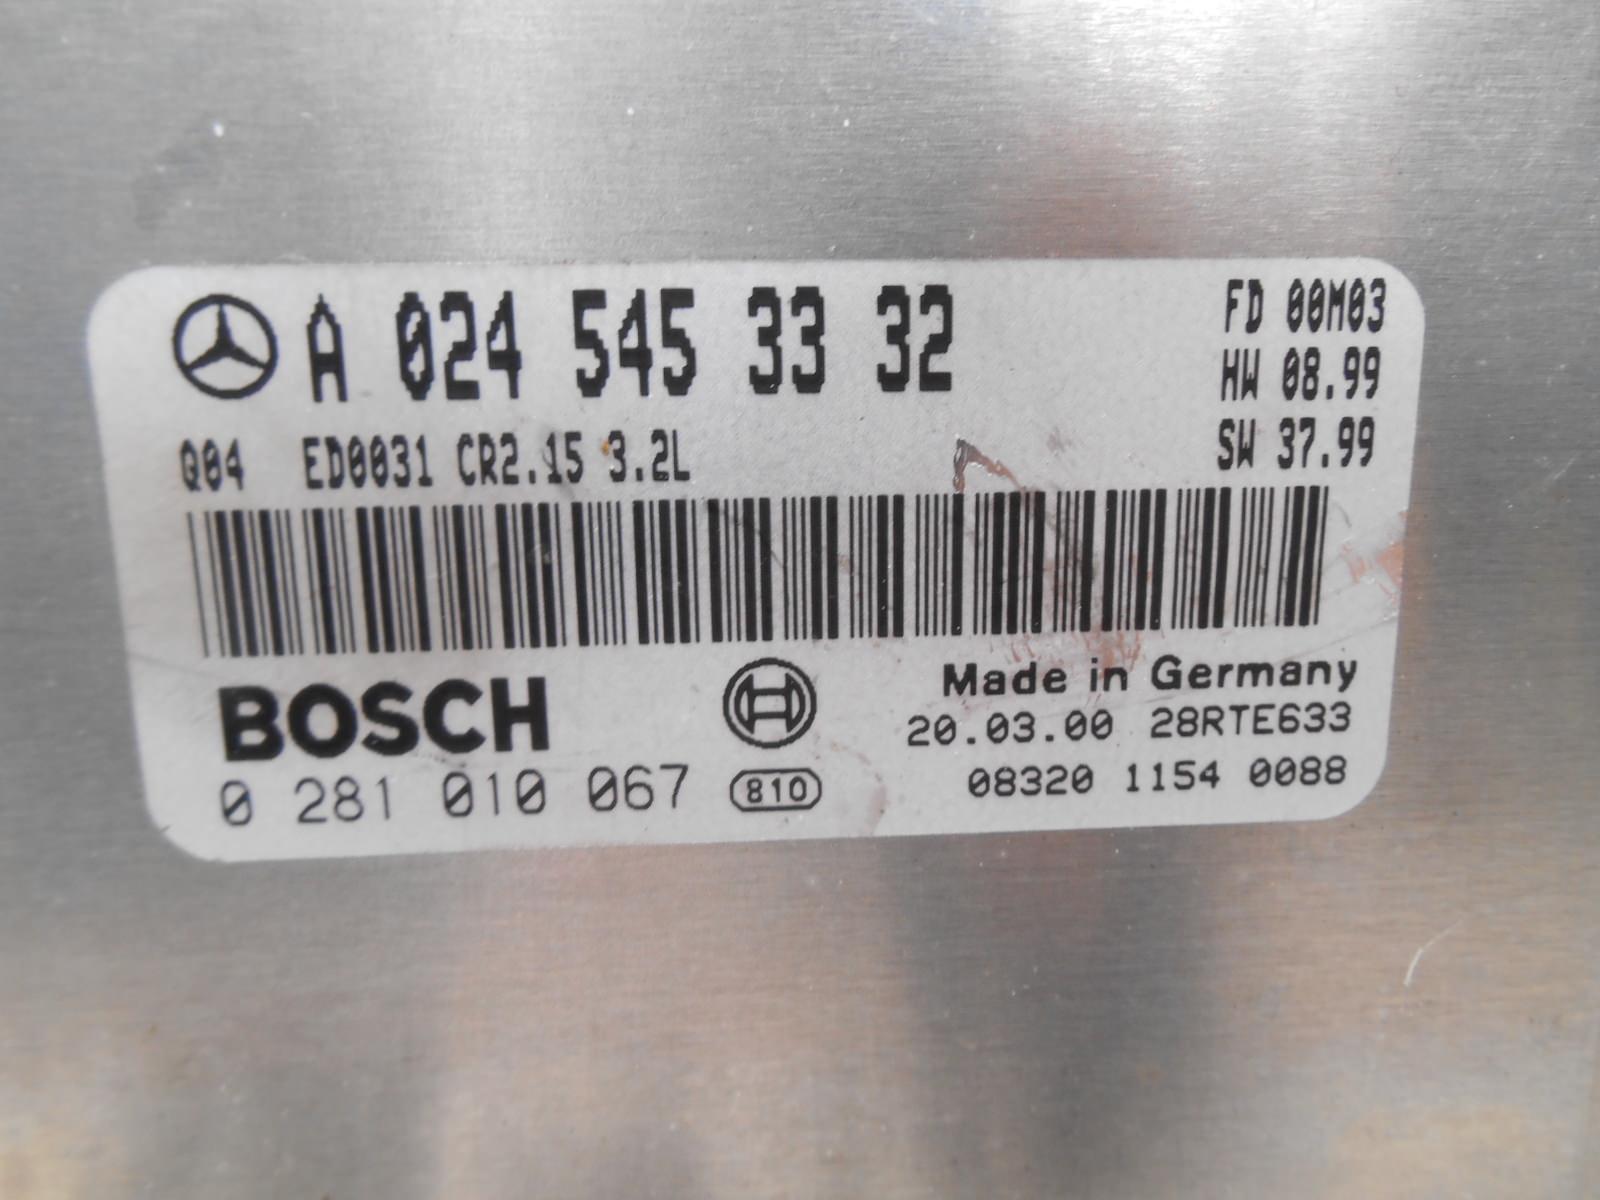 A 024 545 33 32
FD 00M03
HW 08.99
SW 37.99
Q04 ED0031 CR2.15 3.2L
BOSCH
0 281 010 067
810
Made in Germany
20.03.00 28RTE633
08320 1154 0088